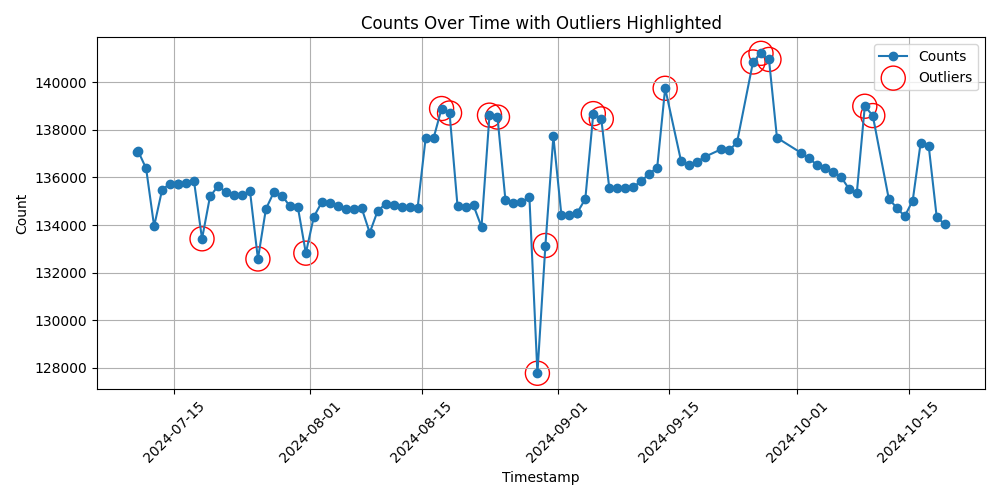 Counts Over Time with Outliers Highlighted
Counts
Outliers
Count
140000
138000
136000
134000
132000
130000
128000
2024-07-15
2024-08-01
2024-08-15
2024-09-01
2024-09-15
2024-10-01
2024-10-15
Timestamp